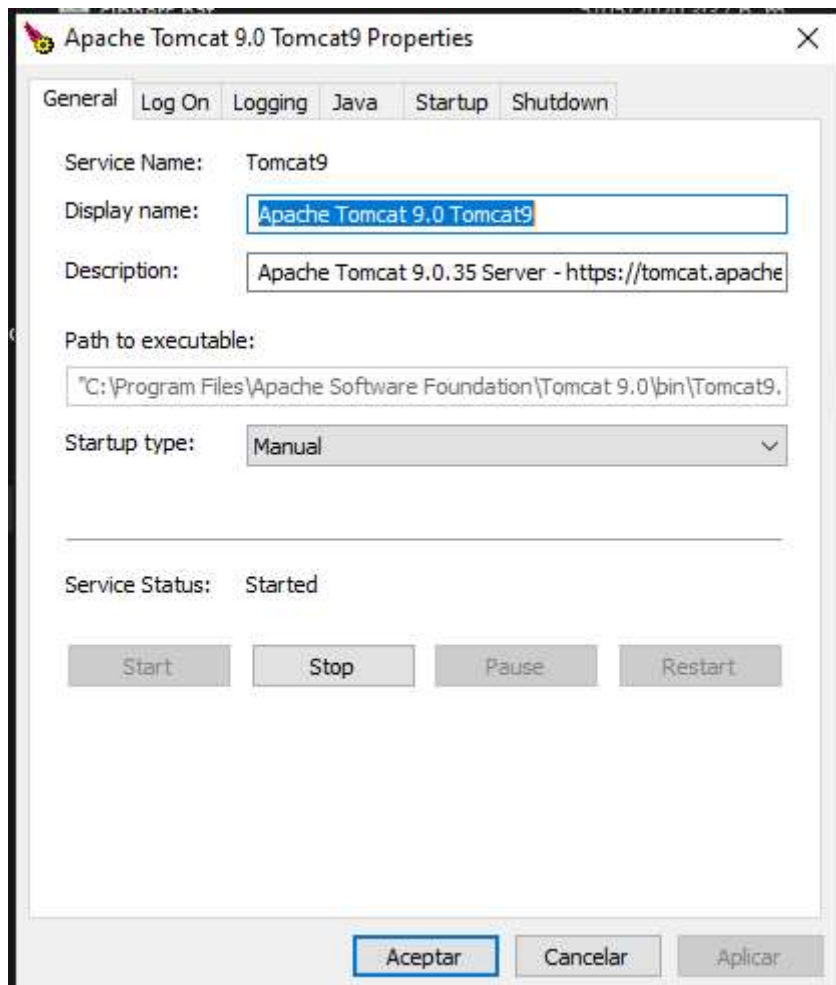 Apache Tomcat 9.0 Tomcat9 Properties
General Log On Logging Java Startup Shutdown
Service Name: Tomcat9
Display name: Apache Tomcat 9.0 Tomcat9
Description: Apache Tomcat 9.0.35 Server - https://tomcat.apache
Path to executable:
"C:\Program Files\Apache Software Foundation\Tomcat 9.0\bin\Tomcat9.
Startup type: Manual
Service Status: Started
Start Stop Pause Restart
Aceptar Cancelar Aplicar